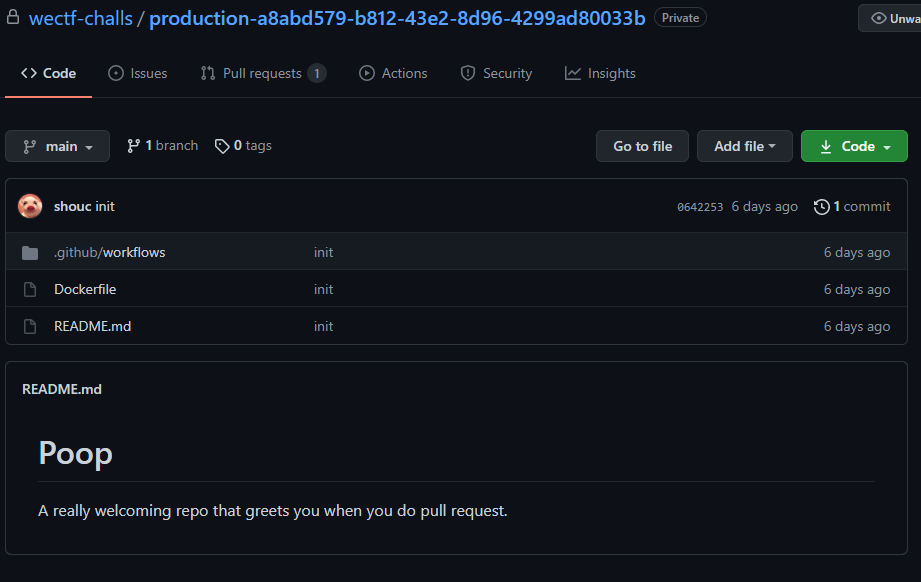 wectf-challs / production-a8abd579-b812-43e2-8d96-4299ad80033b Private
Unwa
Code Issues Pull requests 1 Actions Security Insights
main 1 branch 0 tags Go to file Add file Code
shouc init 0642253 6 days ago 1 commit
.github/workflows init 6 days ago
Dockerfile init 6 days ago
README.md init 6 days ago
README.md
Poop
A really welcoming repo that greets you when you do pull request.